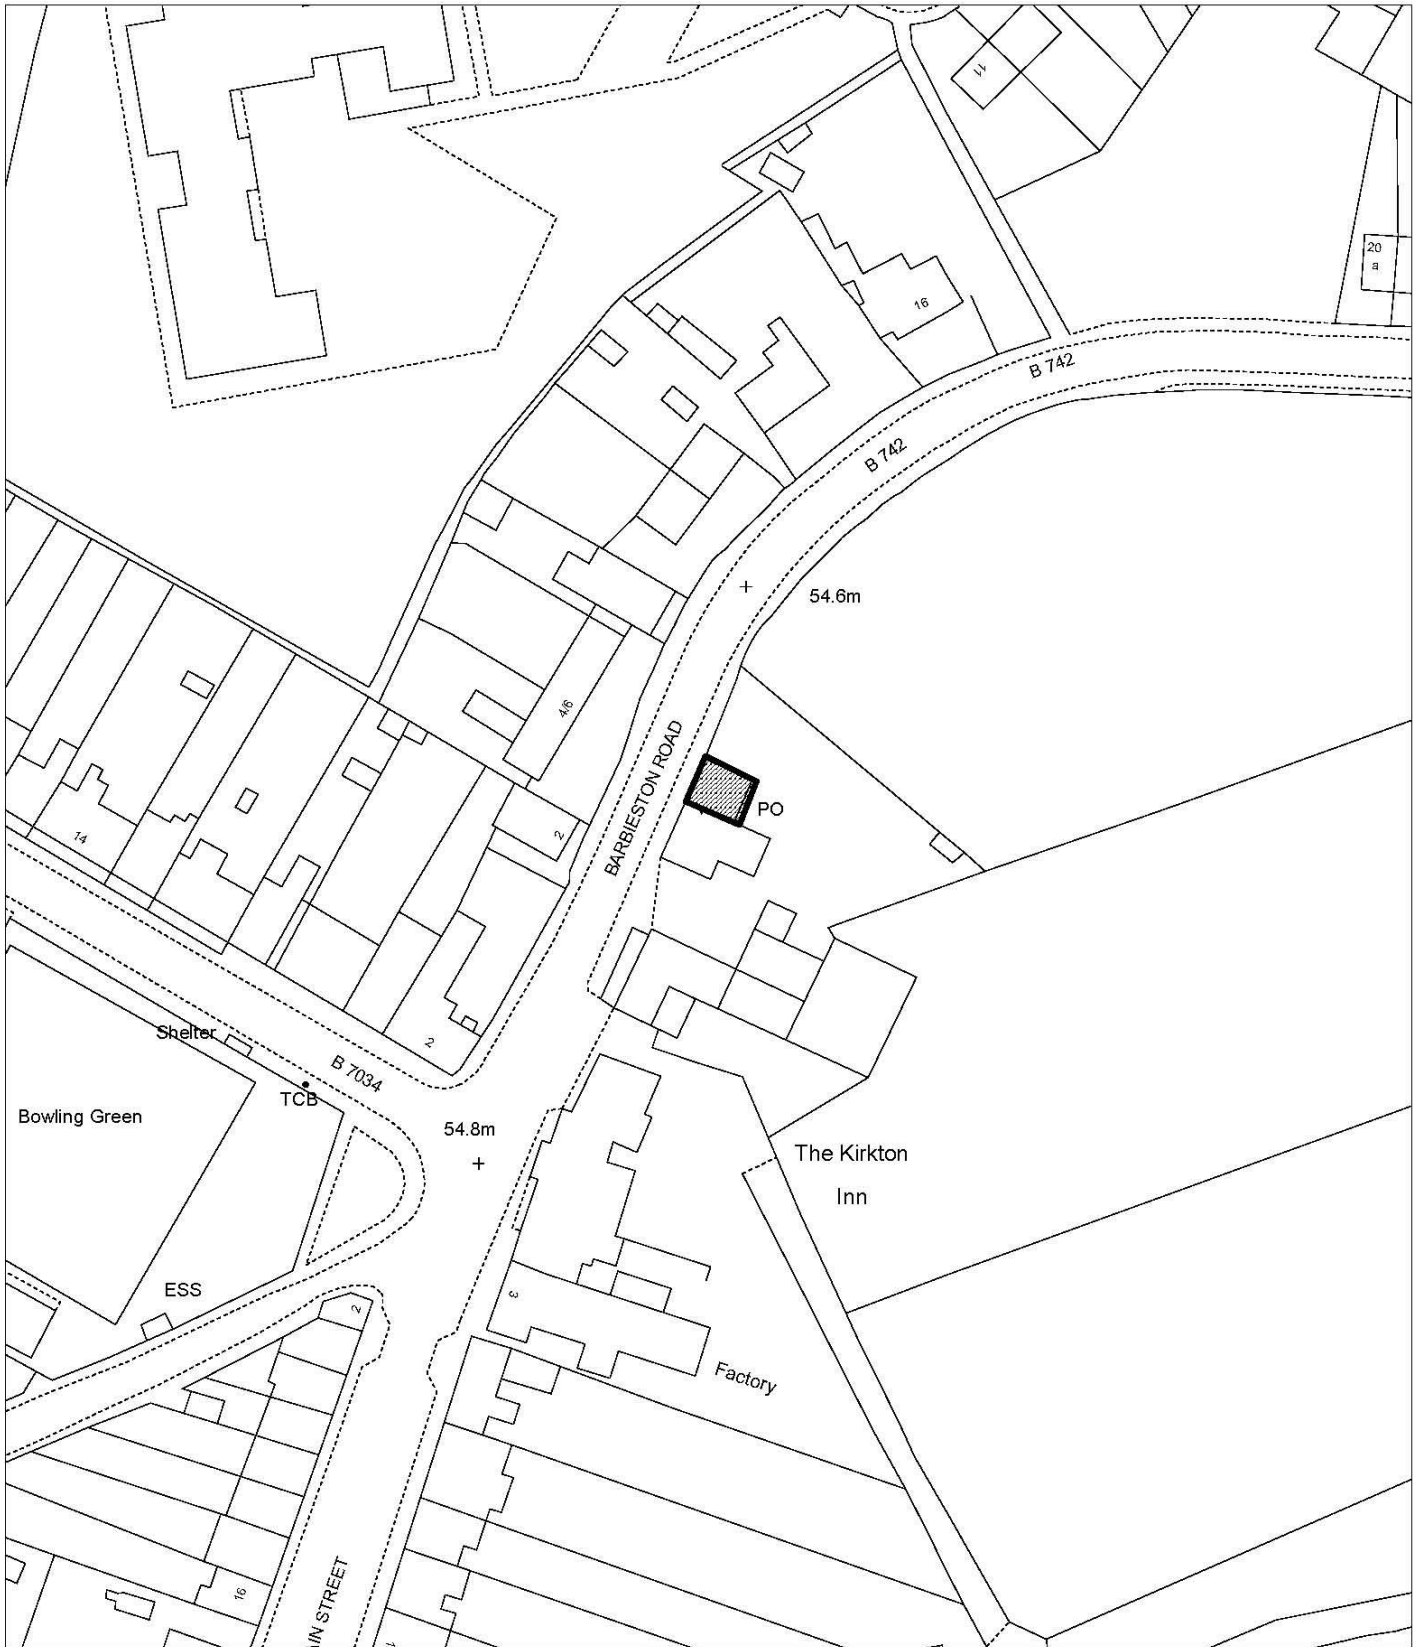 11
20
a
16
B 742
B 742
54.6m
4/6
BARBIESTON ROAD
PO
2
14
2
Shelter
B 7034
TCB
Bowling Green
54.8m
The Kirkton
Inn
ESS
2
3
Factory
16
AIN STREET